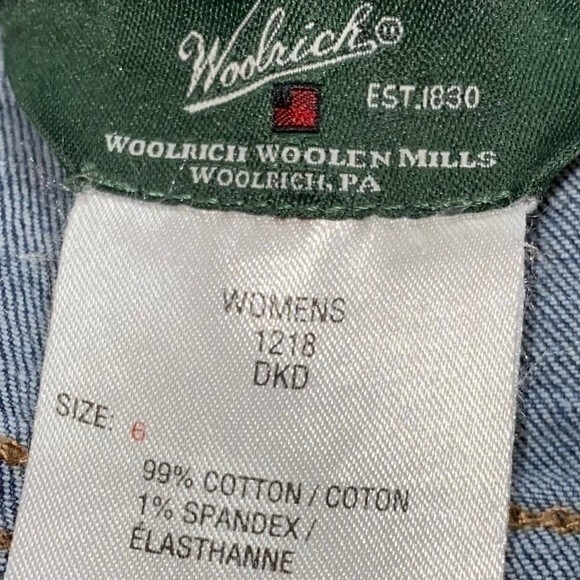 Woolrich®
EST.1830
WOOLRICH WOOLEN MILLS
WOOLRICH, PA
WOMENS
1218
DKD
SIZE: 6
99% COTTON / COTON
1% SPANDEX /
ÉLASTHANNE